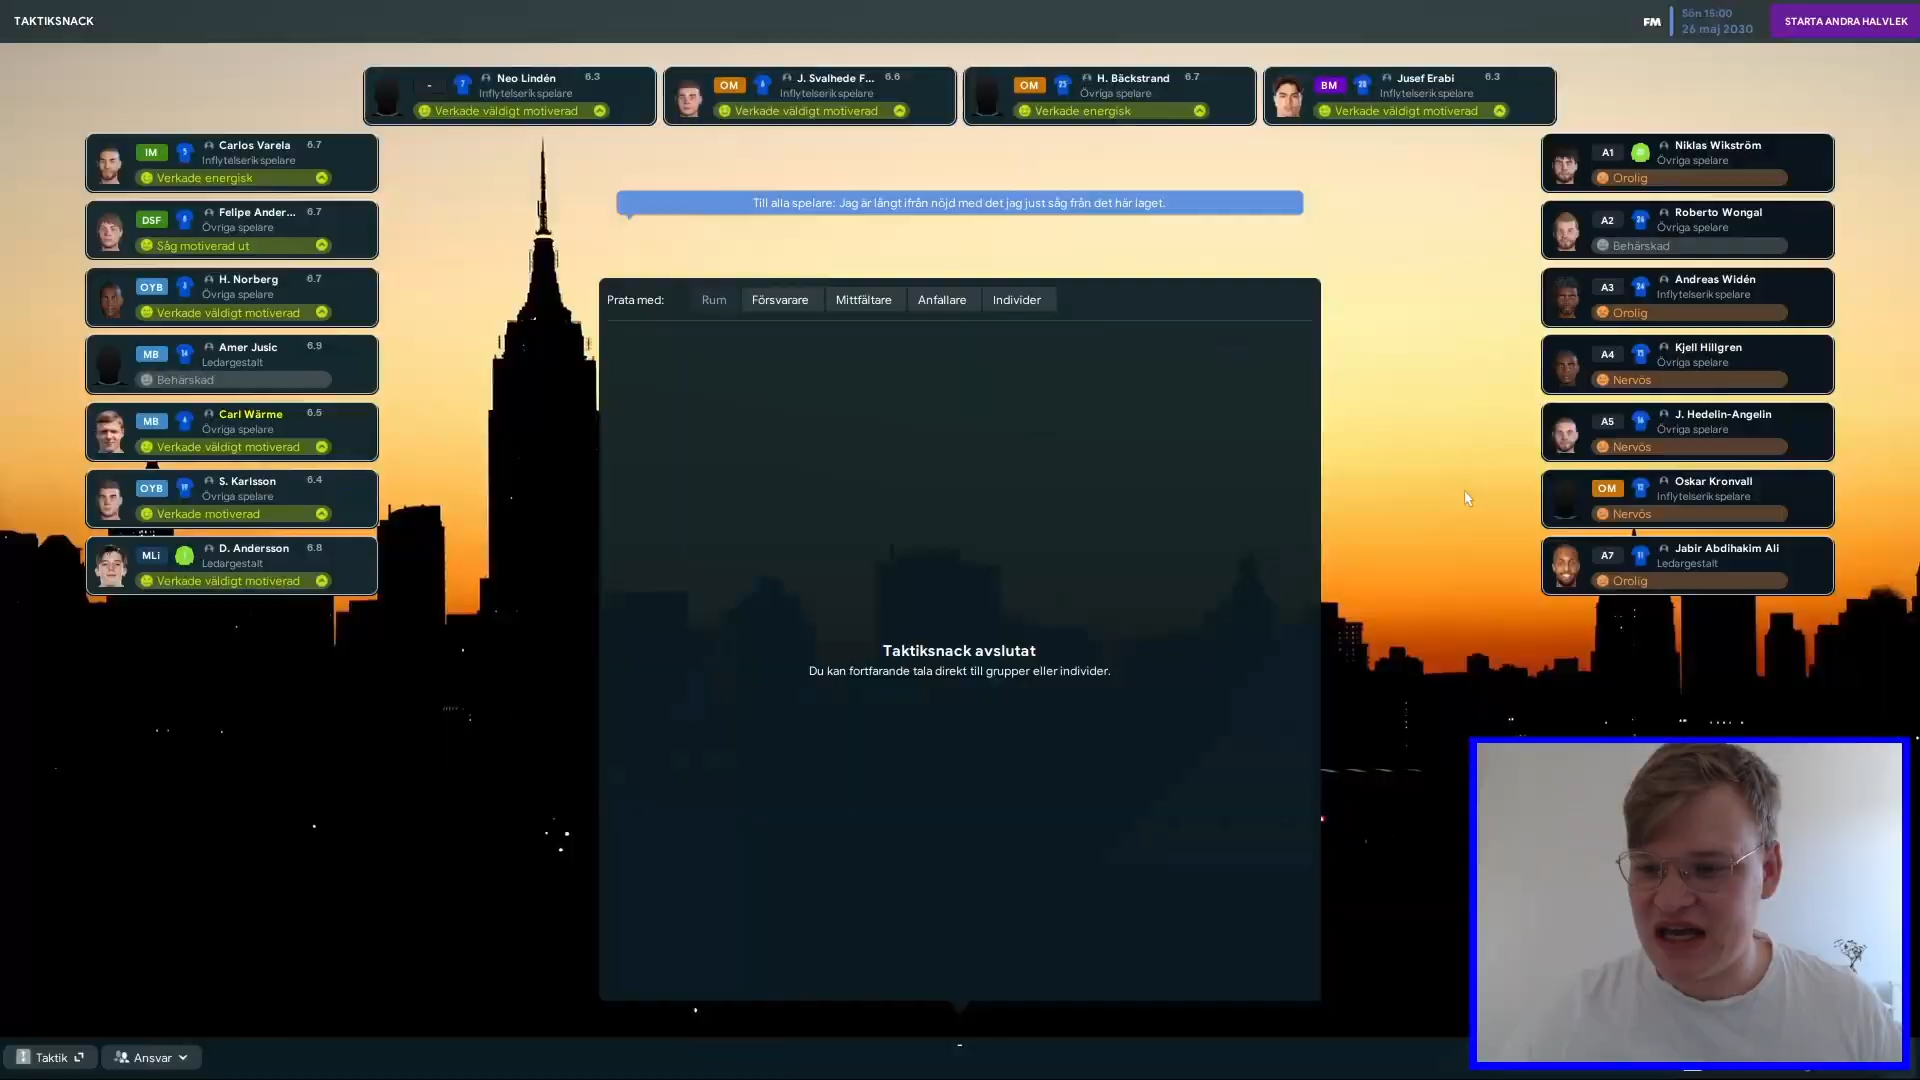 TAKTIKSNACK
FM
Sön 15:00
26 maj 2030
STARTA ANDRA HALVLEK
- 7 Neo Lindén 6.3
Inflytelserik spelare
Verkade väldigt motiverad
OM J. Svalhede F... 6.6
Inflytelserik spelare
Verkade väldigt motiverad
OM 25 H. Bäckstrand 6.7
Övriga spelare
Verkade energisk
BM Jusef Erabi 6.3
Inflytelserik spelare
Verkade väldigt motiverad
IM 5 Carlos Varela 6.7
Inflytelserik spelare
Verkade energisk
DSF Felipe Ander... 6.7
Övriga spelare
Såg motiverad ut
OYB H. Norberg 6.7
Övriga spelare
Verkade väldigt motiverad
MB 14 Amer Jusic 6.9
Ledargestalt
Behärskad
MB Carl Wärme 6.5
Övriga spelare
Verkade väldigt motiverad
OYB S. Karlsson 6.4
Övriga spelare
Verkade motiverad
MLi 1 D. Andersson 6.8
Ledargestalt
Verkade väldigt motiverad
Till alla spelare: Jag är långt ifrån nöjd med det jag just såg från det här laget.
Prata med: Rum Försvarare Mittfältare Anfallare Individer
Taktiksnack avslutat
Du kan fortfarande tala direkt till grupper eller individer.
A1 Niklas Wikström
Övriga spelare
Orolig
A2 Roberto Wongal
Övriga spelare
Behärskad
A3 24 Andreas Widén
Inflytelserik spelare
Orolig
A4 Kjell Hillgren
Övriga spelare
Nervös
A5 J. Hedelin-Angelin
Övriga spelare
Nervös
OM 12 Oskar Kronvall
Inflytelserik spelare
Nervös
A7 11 Jabir Abdihakim Ali
Ledargestalt
Orolig
Taktik
Ansvar
-